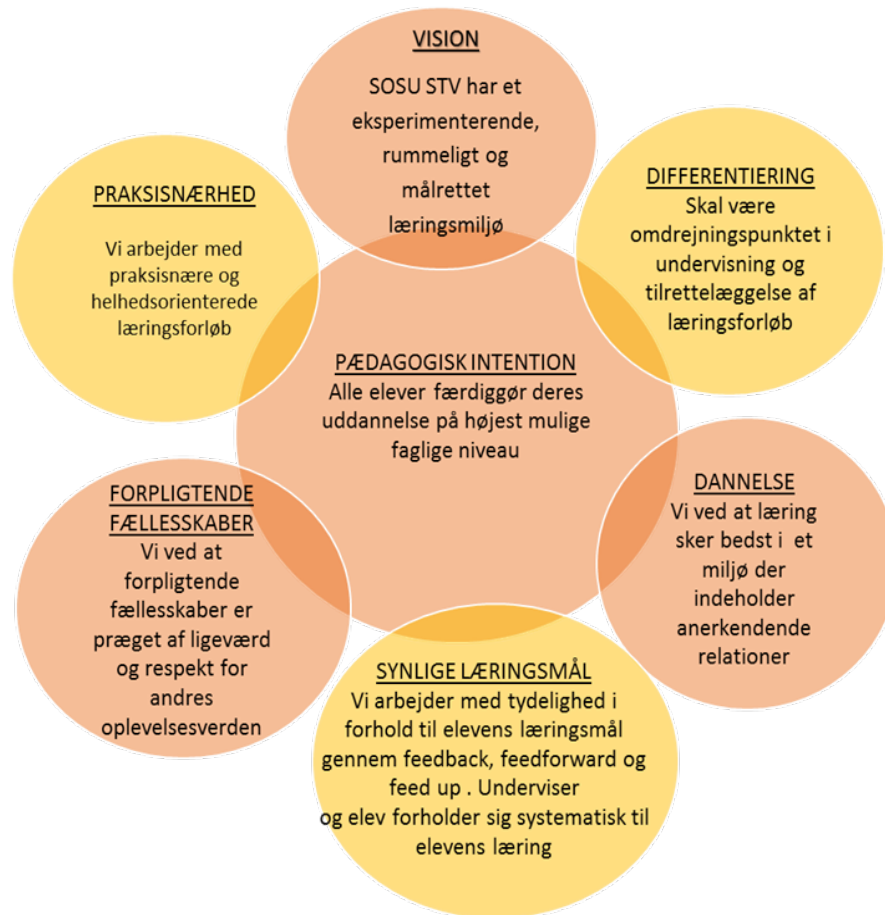 VISION
SOSU STV har et
eksperimenterende,
rummeligt og
målrettet
læringsmiljø
PRAKSISNÆRHED
Vi arbejder med
praksisnære og
helhedsorienterede
læringsforløb
DIFFERENTIERING
Skal være
omdrejningspunktet i
undervisning og
tilrettelæggelse af
læringsforløb
PÆDAGOGISK INTENTION
Alle elever færdiggør deres
uddannelse på højest mulige
faglige niveau
FORPLIGTENDE
FÆLLESSKABER
Vi ved at
forpligtende
fællesskaber er
præget af ligeværd
og respekt for
andres
oplevelsesverden
DANNELSE
Vi ved at læring
sker bedst i et
miljø der
indeholder
anerkendende
relationer
SYNLIGE LÆRINGSMÅL
Vi arbejder med tydelighed i
forhold til elevens læringsmål
gennem feedback, feedforward og
feed up . Underviser
og elev forholder sig systematisk til
elevens læring